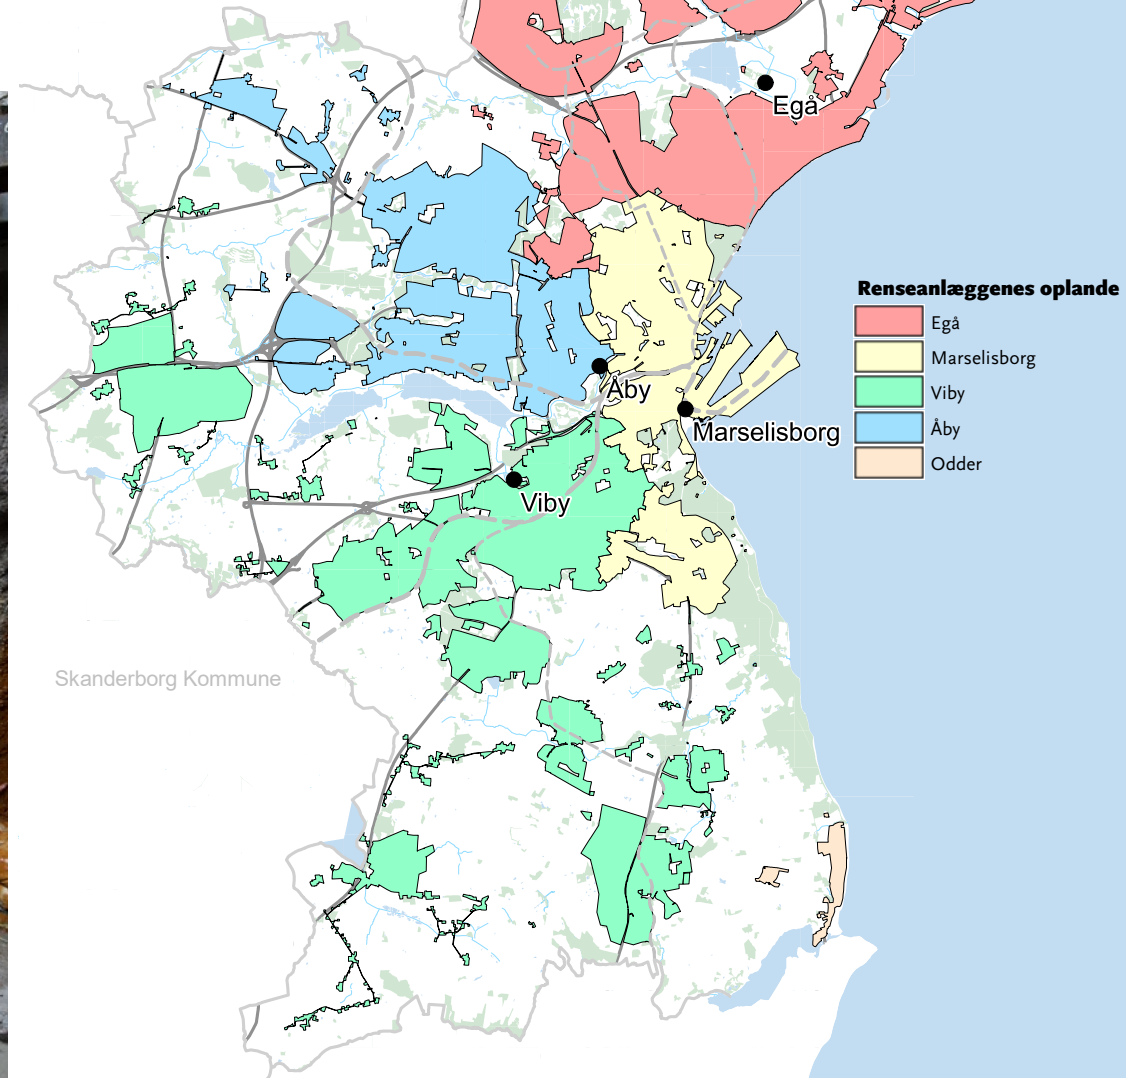 Egå
Renseanlæggenes oplande
Egå
Marselisborg
Viby
Åby
Odder
Åby
Marselisborg
Viby
Skanderborg Kommune